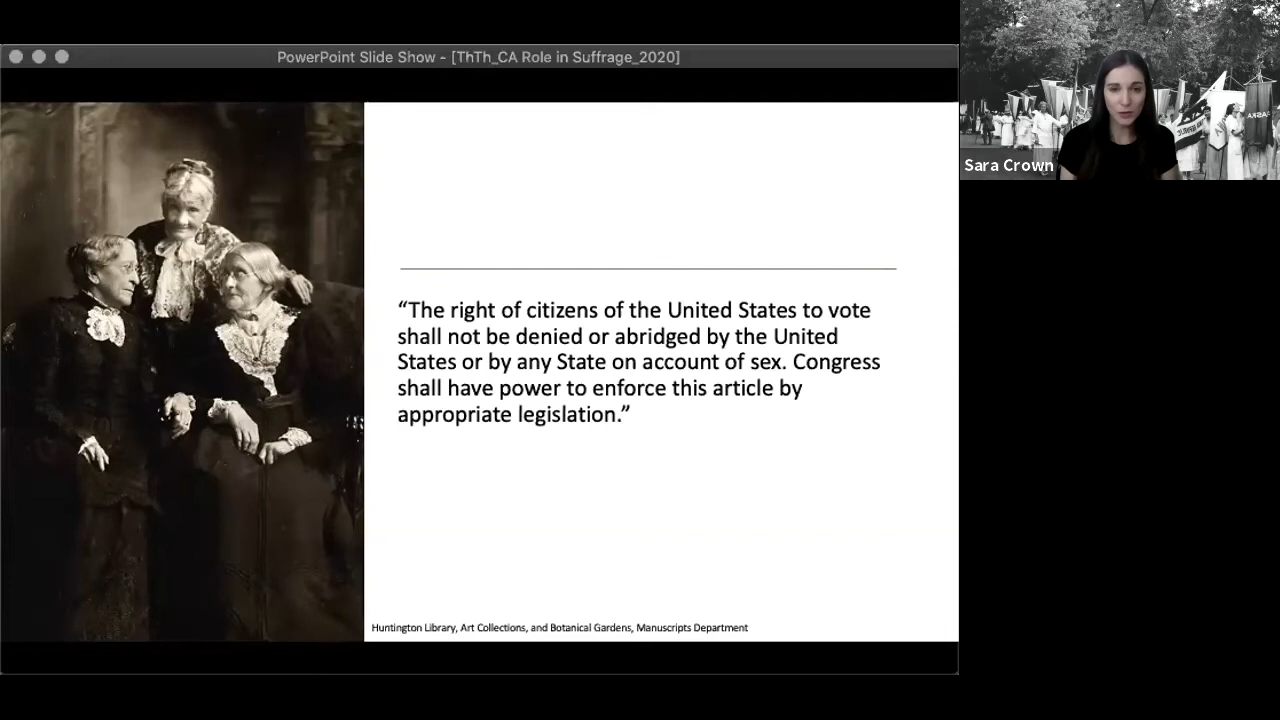 PowerPoint Slide Show - [ThTh_CA Role in Suffrage_2020]
Sara Crown
“The right of citizens of the United States to vote
shall not be denied or abridged by the United
States or by any State on account of sex. Congress
shall have power to enforce this article by
appropriate legislation.”
Huntington Library, Art Collections, and Botanical Gardens, Manuscripts Department